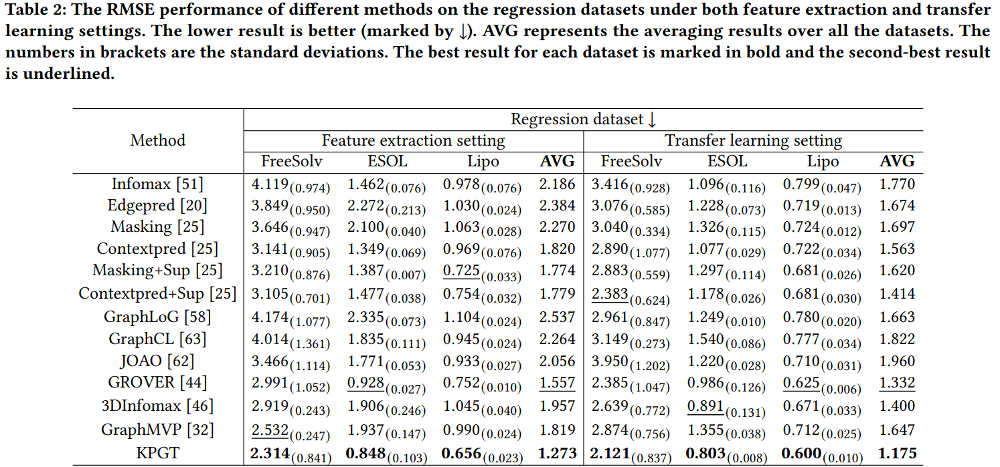 Table 2: The RMSE performance of different methods on the regression datasets under both feature extraction and transfer
learning settings. The lower result is better (marked by ↓). AVG represents the averaging results over all the datasets. The
numbers in brackets are the standard deviations. The best result for each dataset is marked in bold and the second-best result
is underlined.
Regression dataset ↓
Method Feature extraction setting Transfer learning setting
FreeSolv ESOL Lipo AVG FreeSolv ESOL Lipo AVG
Infomax [51] 4.119(0.974) 1.462(0.076) 0.978(0.076) 2.186 3.416(0.928) 1.096(0.116) 0.799(0.047) 1.770
Edgepred [20] 3.849(0.950) 2.272(0.213) 1.030(0.024) 2.384 3.076(0.585) 1.228(0.073) 0.719(0.013) 1.674
Masking [25] 3.646(0.947) 2.100(0.040) 1.063(0.028) 2.270 3.040(0.334) 1.326(0.115) 0.724(0.012) 1.697
Contextpred [25] 3.141(0.905) 1.349(0.069) 0.969(0.076) 1.820 2.890(1.077) 1.077(0.029) 0.722(0.034) 1.563
Masking+Sup [25] 3.210(0.876) 1.387(0.007) 0.725(0.033) 1.774 2.883(0.559) 1.297(0.114) 0.681(0.026) 1.620
Contextpred+Sup [25] 3.105(0.701) 1.477(0.038) 0.754(0.032) 1.779 2.383(0.624) 1.178(0.026) 0.681(0.030) 1.414
GraphLoG [58] 4.174(1.077) 2.335(0.073) 1.104(0.024) 2.537 2.961(0.847) 1.249(0.010) 0.780(0.020) 1.663
GraphCL [63] 4.014(1.361) 1.835(0.111) 0.945(0.024) 2.264 3.149(0.273) 1.540(0.086) 0.777(0.034) 1.822
JOAO [62] 3.466(1.114) 1.771(0.053) 0.933(0.027) 2.056 3.950(1.202) 1.220(0.028) 0.710(0.031) 1.960
GROVER [44] 2.991(1.052) 0.928(0.027) 0.752(0.010) 1.557 2.385(1.047) 0.986(0.126) 0.625(0.006) 1.332
3DInfomax [46] 2.919(0.243) 1.906(0.246) 1.045(0.040) 1.957 2.639(0.772) 0.891(0.131) 0.671(0.033) 1.400
GraphMVP [32] 2.532(0.247) 1.937(0.147) 0.990(0.024) 1.819 2.874(0.756) 1.355(0.038) 0.712(0.025) 1.647
KPGT 2.314(0.841) 0.848(0.103) 0.656(0.023) 1.273 2.121(0.837) 0.803(0.008) 0.600(0.010) 1.175